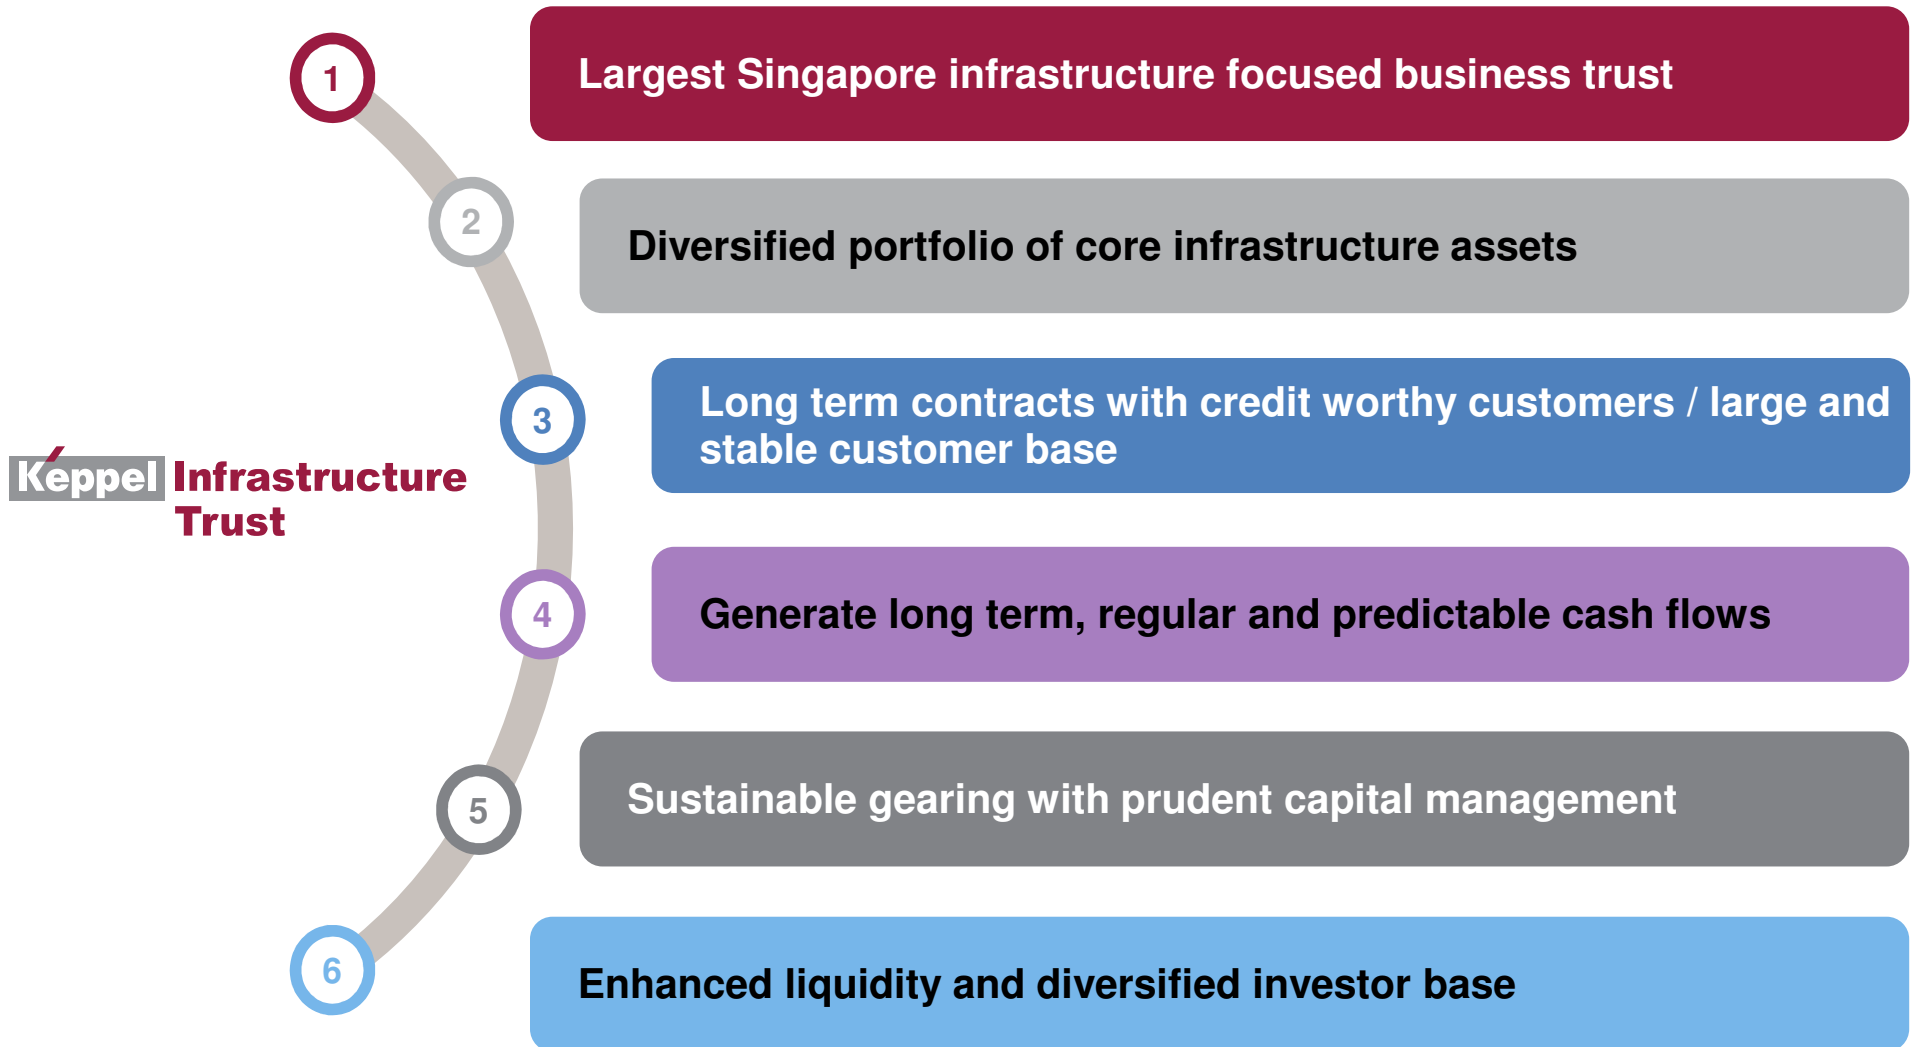 1
Largest Singapore infrastructure focused business trust
2
Diversified portfolio of core infrastructure assets
3
Long term contracts with credit worthy customers / large and
stable customer base
Keppel Infrastructure
Trust
4
Generate long term, regular and predictable cash flows
5
Sustainable gearing with prudent capital management
6
Enhanced liquidity and diversified investor base